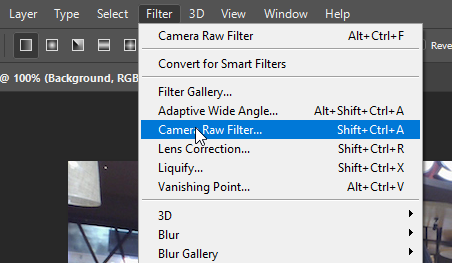 Layer Type Select Filter 3D View Window Help
Camera Raw Filter Alt+Ctrl+F
Convert for Smart Filters
Reve
@ 100% (Background, RGB
Filter Gallery...
Adaptive Wide Angle... Alt+Shift+Ctrl+A
Camera Raw Filter... Shift+Ctrl+A
Lens Correction... Shift+Ctrl+R
Liquify... Shift+Ctrl+X
Vanishing Point... Alt+Ctrl+V
3D
Blur
Blur Gallery